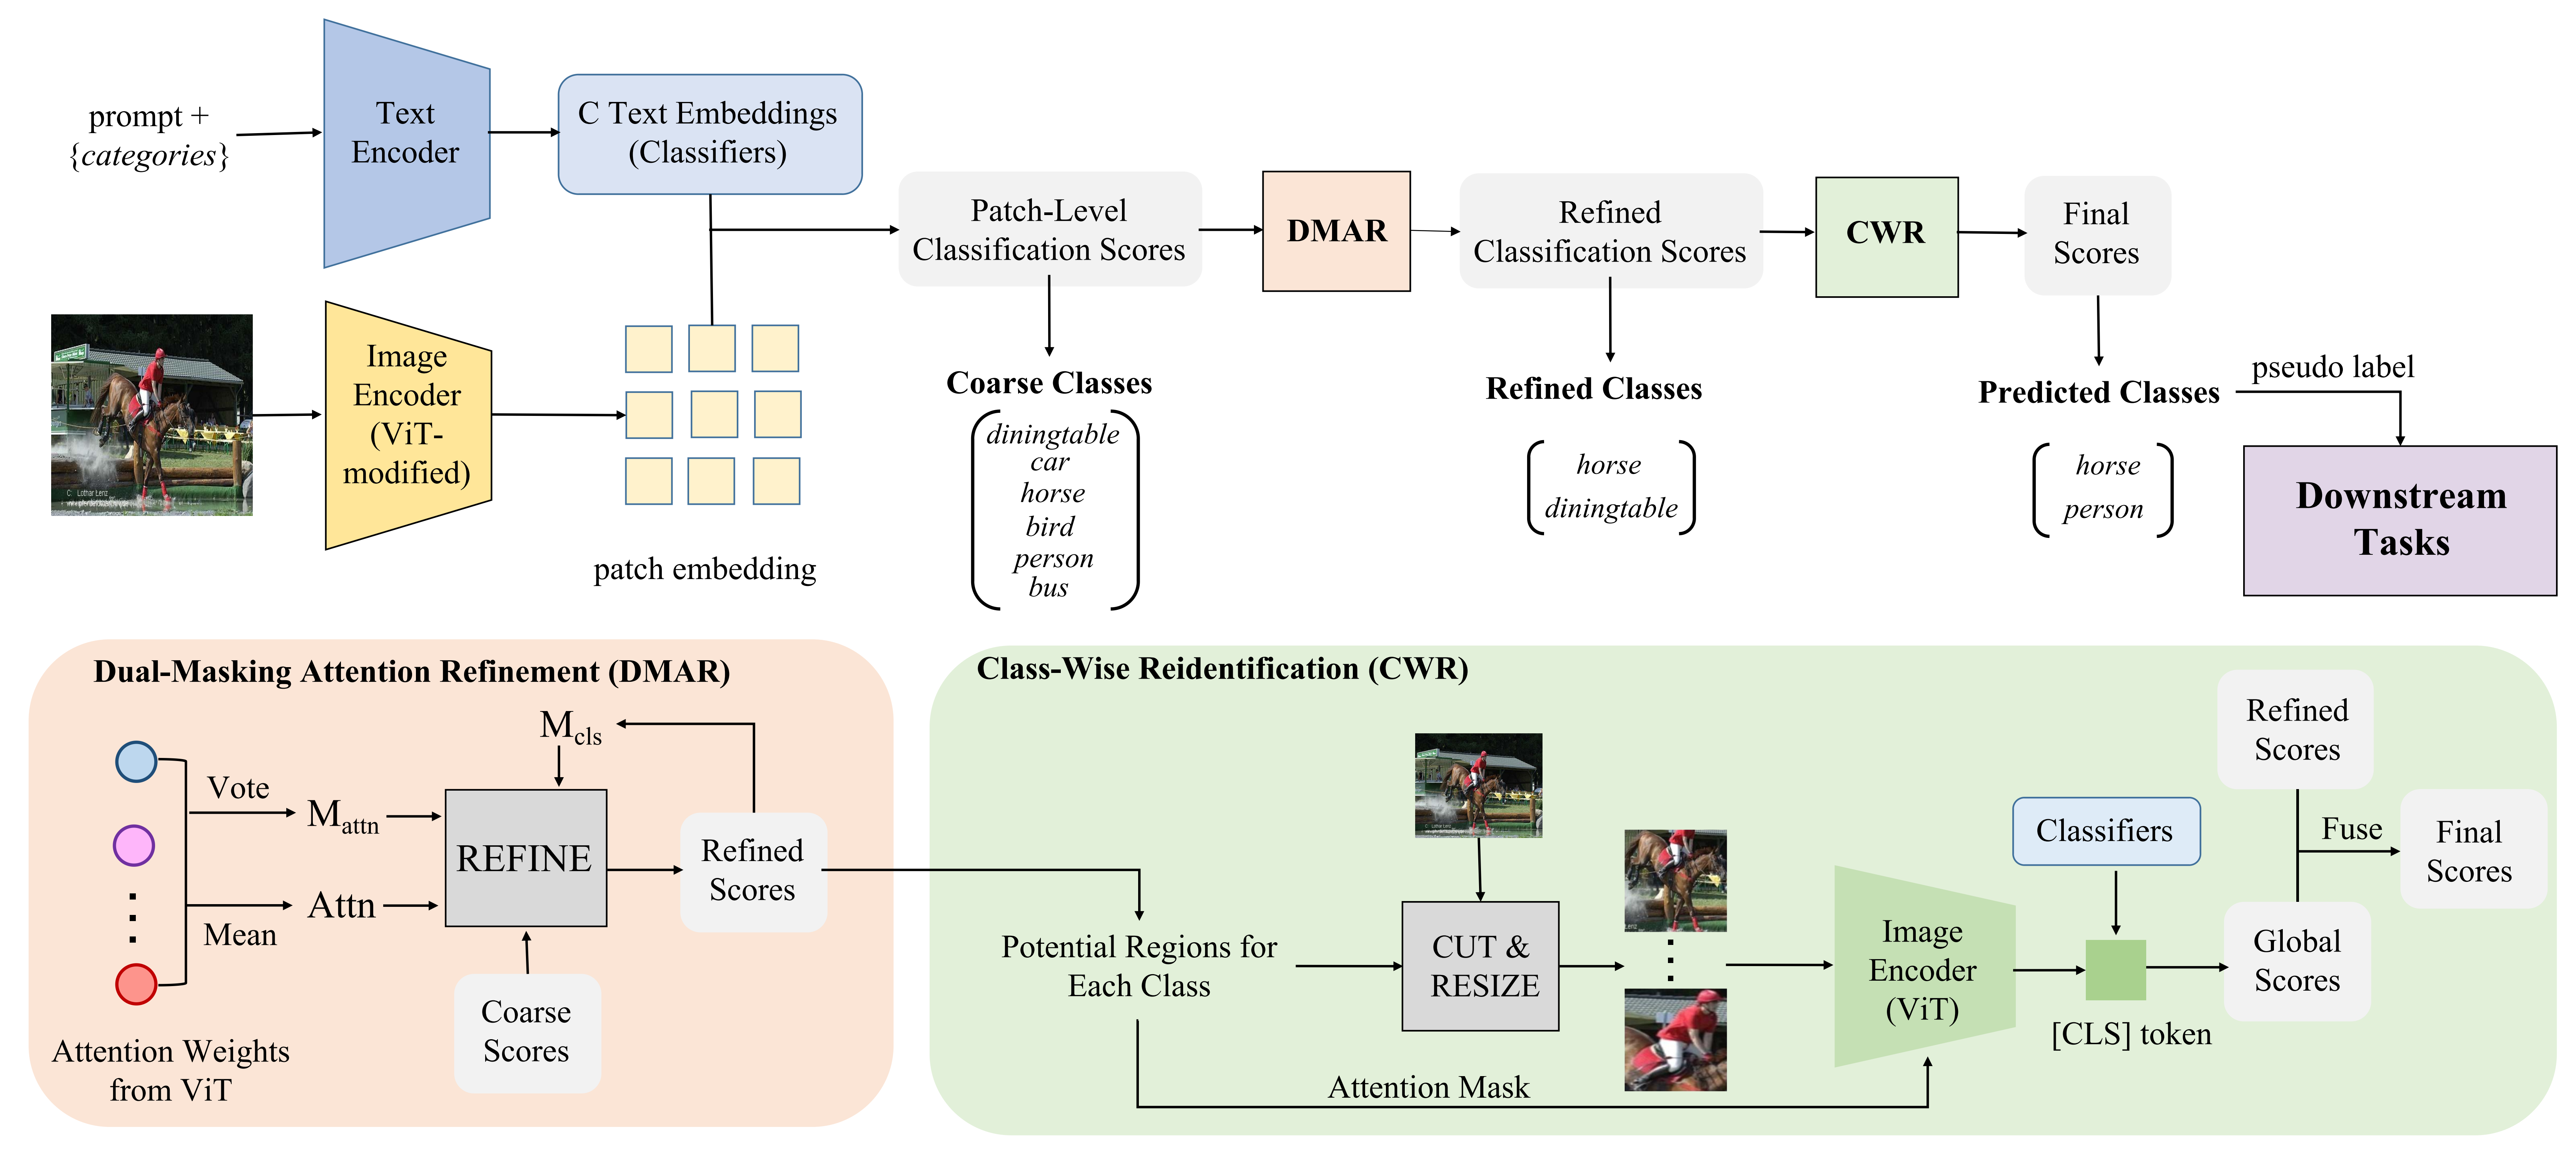 prompt +
{categories}
Text
Encoder
C Text Embeddings
(Classifiers)
Patch-Level
Classification Scores
DMAR
Refined
Classification Scores
CWR
Final
Scores
Image
Encoder
(ViT-
modified)
patch embedding
Coarse Classes
diningtable
car
horse
bird
person
bus
Refined Classes
horse
diningtable
Predicted Classes
horse
person
pseudo label
Downstream
Tasks
Dual-Masking Attention Refinement (DMAR)
Mcls
Vote
Mattn
Attn
Mean
REFINE
Refined
Scores
Coarse
Scores
Attention Weights
from ViT
Class-Wise Reidentification (CWR)
Potential Regions for
Each Class
CUT &
RESIZE
Attention Mask
Image
Encoder
(ViT)
Classifiers
[CLS] token
Refined
Scores
Global
Scores
Fuse
Final
Scores